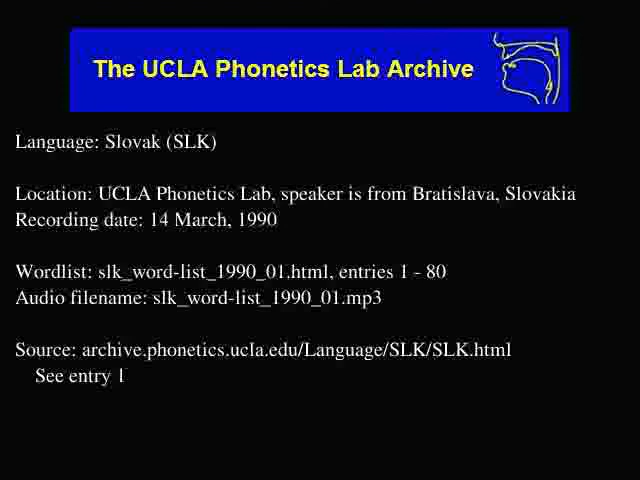 The UCLA Phonetics Lab Archive
Language: Slovak (SLK)
Location: UCLA Phonetics Lab, speaker is from Bratislava, Slovakia
Recording date: 14 March, 1990
Wordlist: slk_word-list_1990_01.html, entries 1 - 80
Audio filename: slk_word-list_1990_01.mp3
Source: archive.phonetics.ucla.edu/Language/SLK/SLK.html
See entry 1